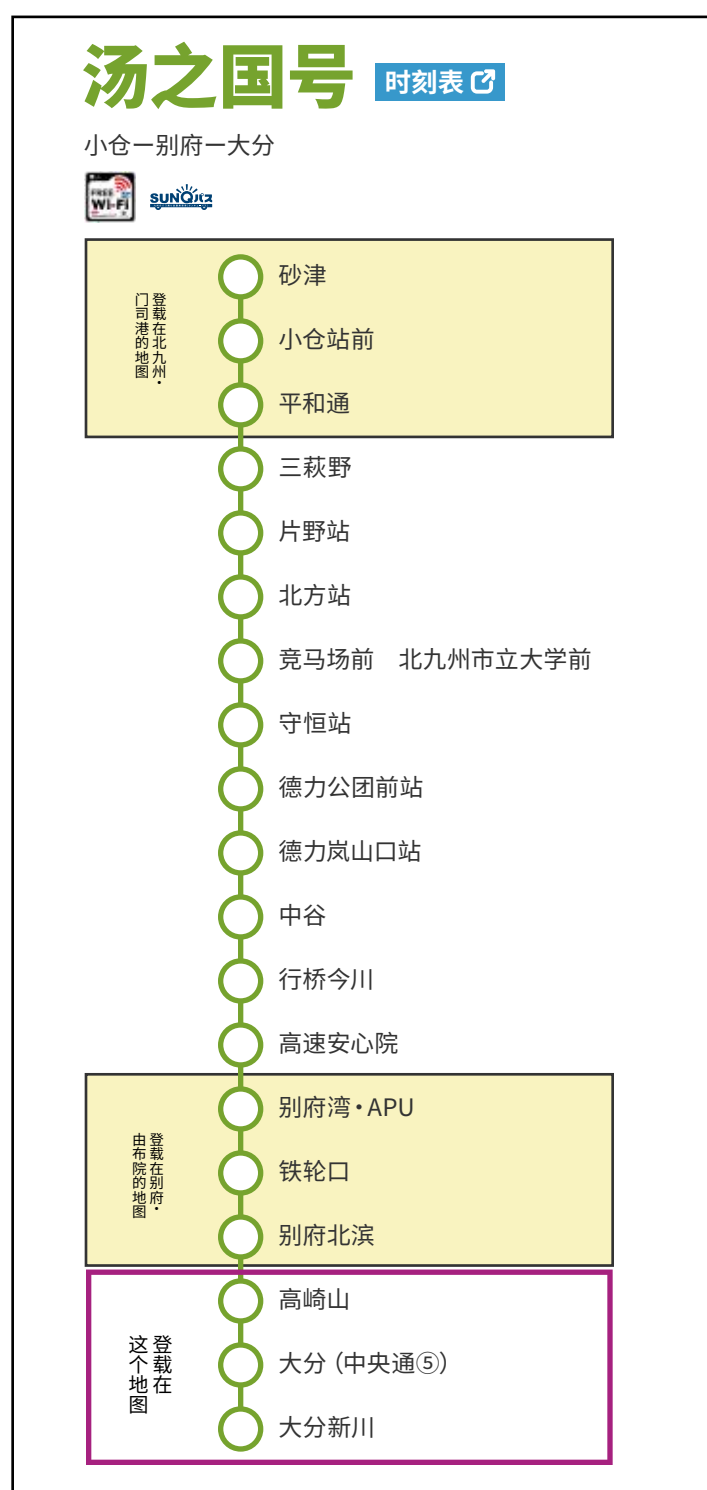 汤之国号
时刻表
小仓ー别府ー大分
FREE
Wi-Fi
SUNQパス
登载在北九州・
门司港的地图
砂津
小仓站前
平和通
三萩野
片野站
北方站
竞马场前　北九州市立大学前
守恒站
德力公团前站
德力岚山口站
中谷
行桥今川
高速安心院
登载在别府・
由布院的地图
别府湾・APU
铁轮口
别府北滨
登载在
这个地图
高崎山
大分（中央通⑤）
大分新川